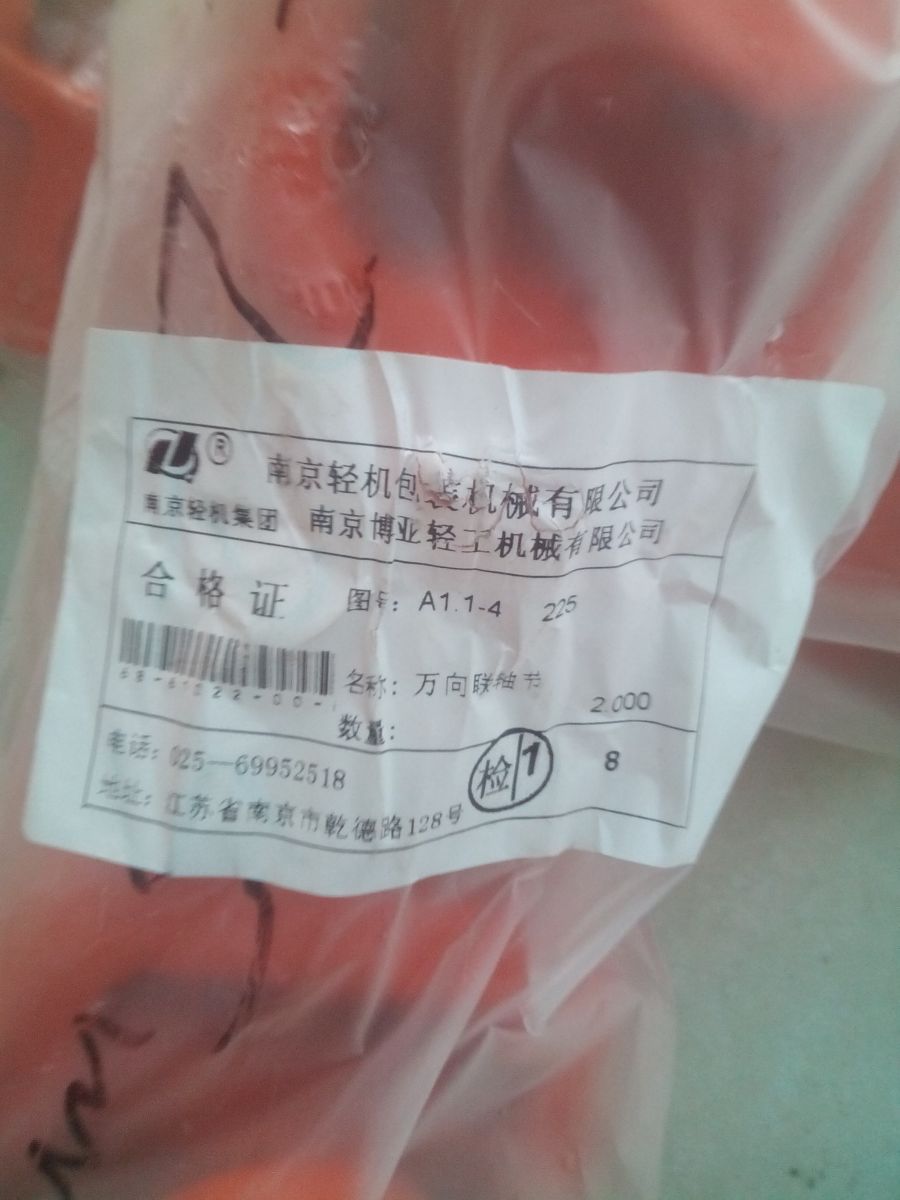 ®
南京轻机包装机械有限公司
南京轻机集团 南京博亚轻工机械有限公司
合格证 图号: A1.1-4 225
68-61022-00-
名称: 万向联轴节
数量: 2.000
电话: 025—69952518
检 1 8
地址: 江苏省南京市乾德路128号